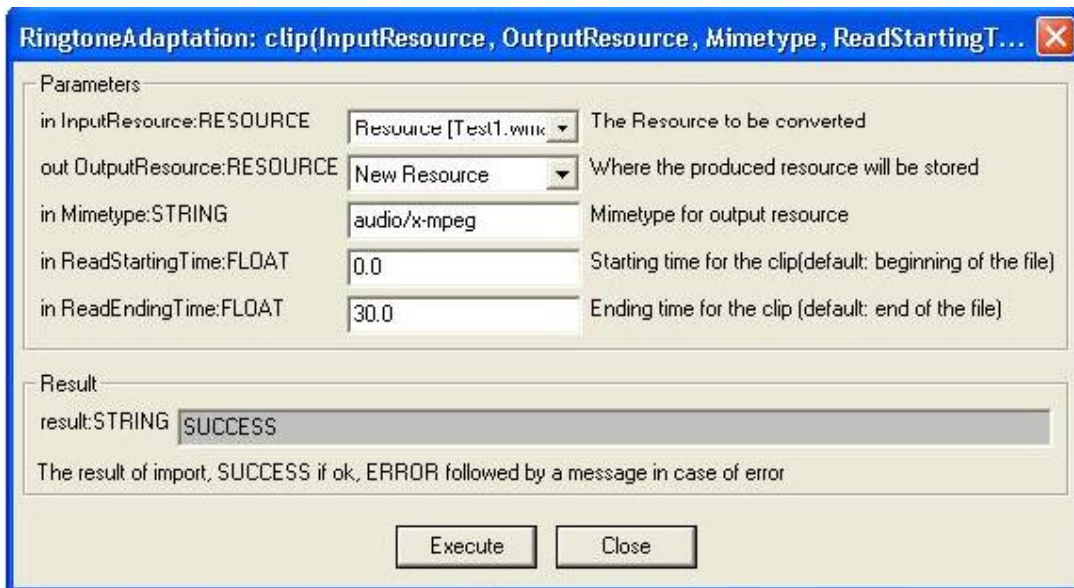 RingtoneAdaptation: clip(InputResource, OutputResource, Mimetype, ReadStartingT...
Parameters
in InputResource:RESOURCE Resource [Test1.wma The Resource to be converted
out OutputResource:RESOURCE New Resource Where the produced resource will be stored
in Mimetype:STRING audio/x-mpeg Mimetype for output resource
in ReadStartingTime:FLOAT 0.0 Starting time for the clip(default: beginning of the file)
in ReadEndingTime:FLOAT 30.0 Ending time for the clip (default: end of the file)
Result
result:STRING SUCCESS
The result of import, SUCCESS if ok, ERROR followed by a message in case of error
Execute Close